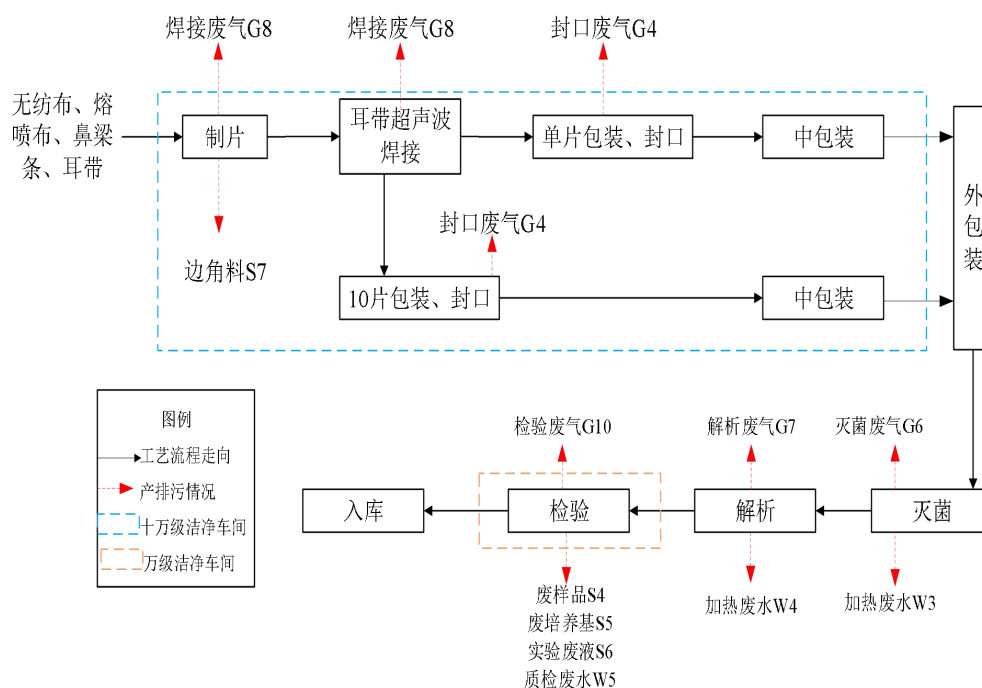 焊接废气G8
焊接废气G8
封口废气G4
无纺布、熔
喷布、鼻梁
条、耳带
制片
耳带超声波
焊接
单片包装、封口
中包装
外
包
装
封口废气G4
边角料S7
10片包装、封口
中包装
图例
工艺流程走向
产排污情况
十万级洁净车间
万级洁净车间
检验废气G10
解析废气G7
灭菌废气G6
入库
检验
解析
灭菌
废样品S4
废培养基S5
实验废液S6
质检废水W5
加热废水W4
加热废水W3